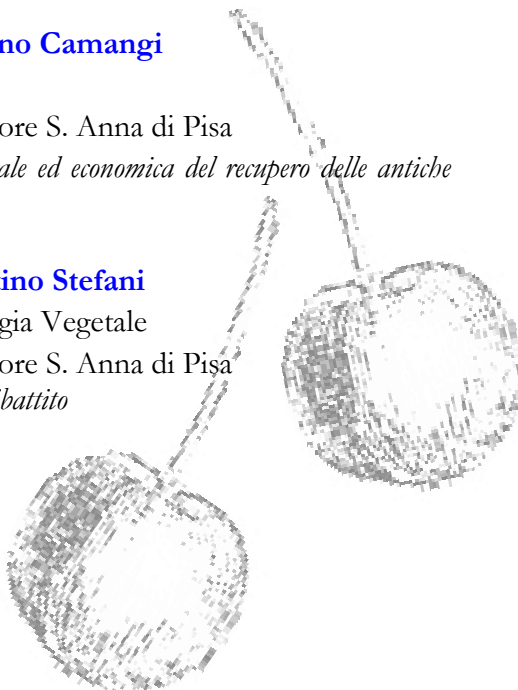 no Camangi
ore S. Anna di Pisa
ale ed economica del recupero delle antiche
tino Stefani
gia Vegetale
ore S. Anna di Pisa
battito